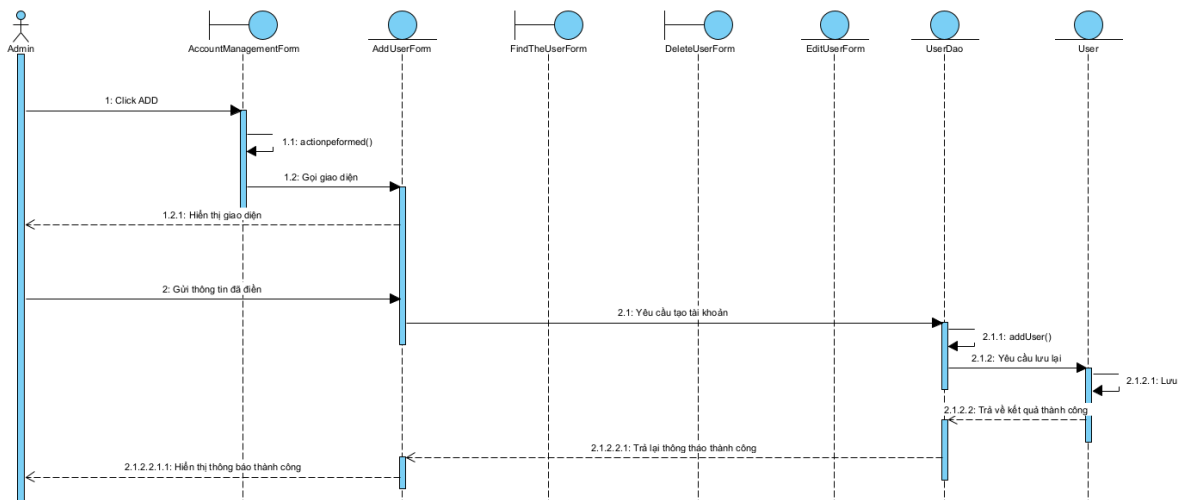 Admin
AccountManagementForm
AddUserForm
FindTheUserForm
DeleteUserForm
EditUserForm
UserDao
User
1: Click ADD
1.1: actionpeformed()
1.2: Gọi giao diện
1.2.1: Hiển thị giao diện
2: Gửi thông tin đã điền
2.1: Yêu cầu tạo tài khoản
2.1.1: addUser()
2.1.2: Yêu cầu lưu lại
2.1.2.1: Lưu
2.1.2.2: Trả về kết quả thành công
2.1.2.2.1: Trả lại thông tháo thành công
2.1.2.2.1.1: Hiển thị thông báo thành công